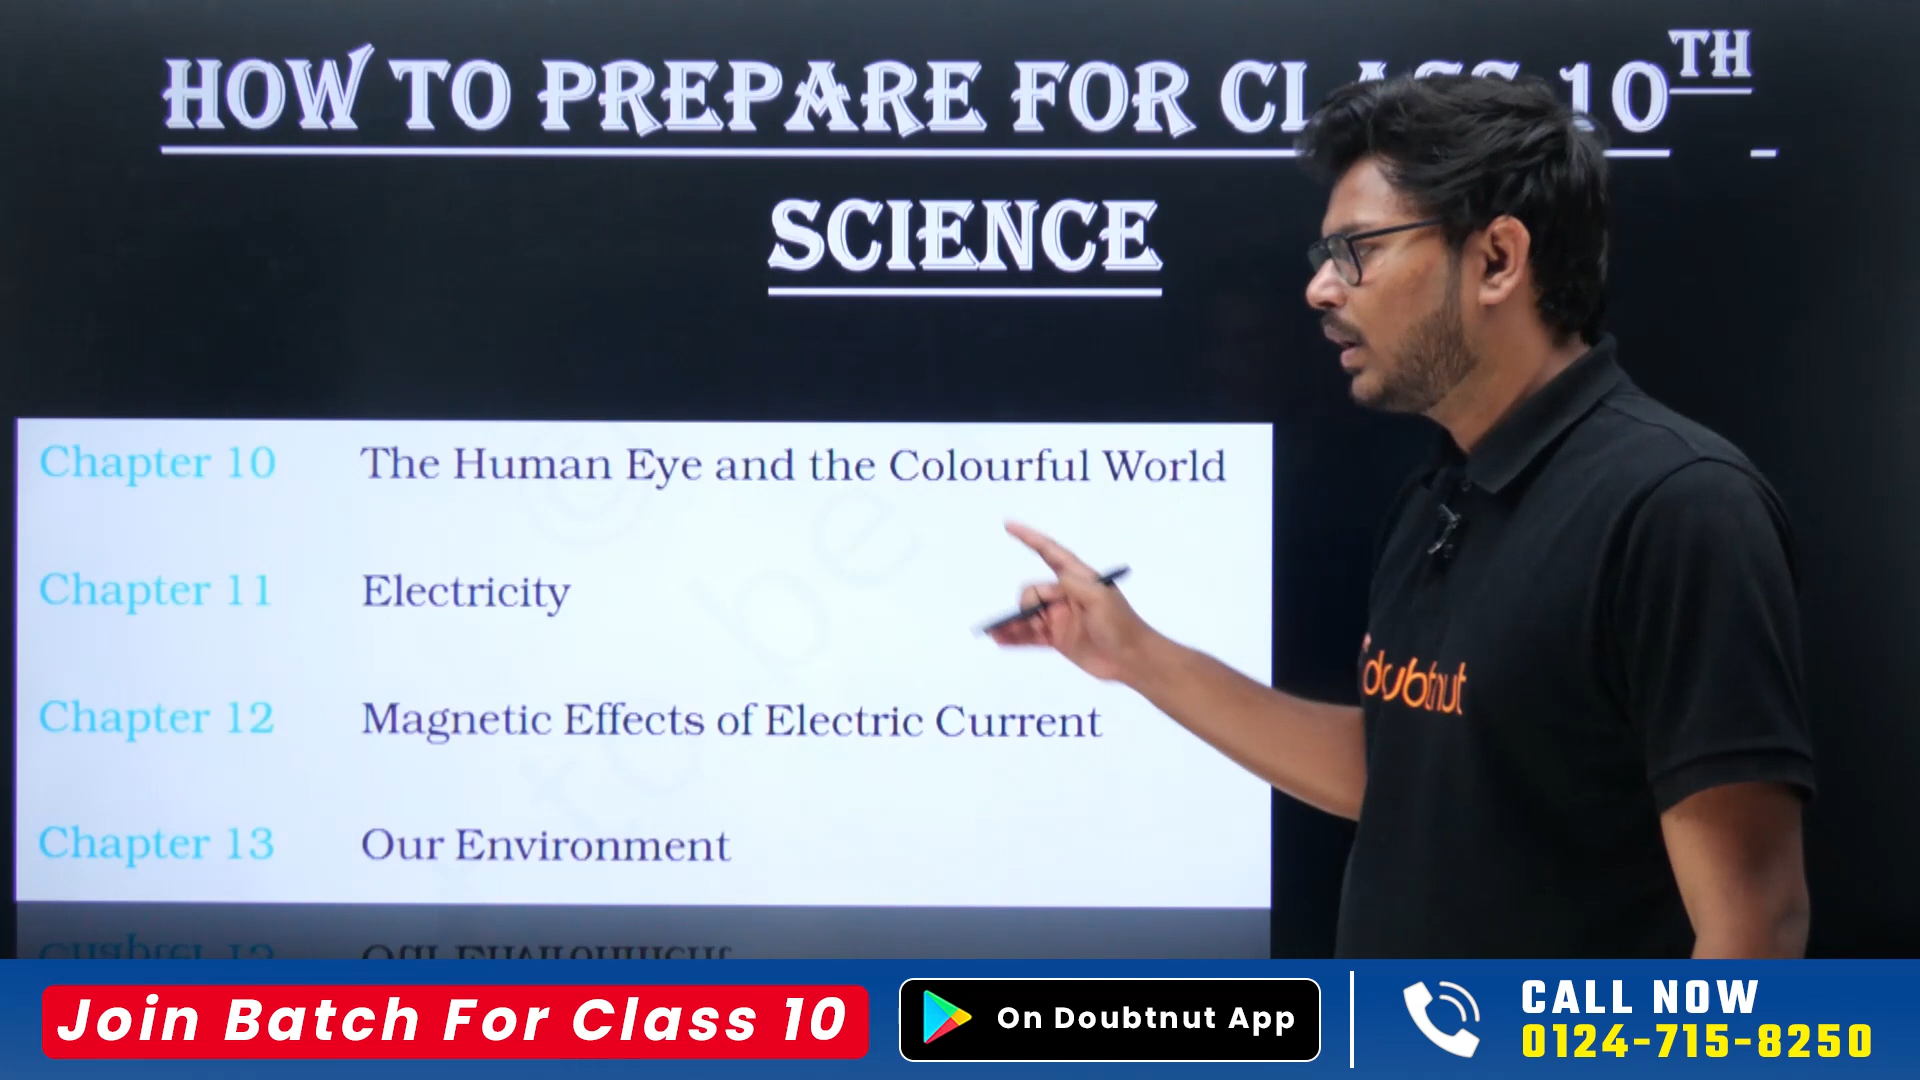 HOW TO PREPARE FOR CLASS 10TH
SCIENCE
Chapter 10 The Human Eye and the Colourful World
Chapter 11 Electricity
Chapter 12 Magnetic Effects of Electric Current
Chapter 13 Our Environment
doubtnut
Join Batch For Class 10
On Doubtnut App
CALL NOW
0124-715-8250